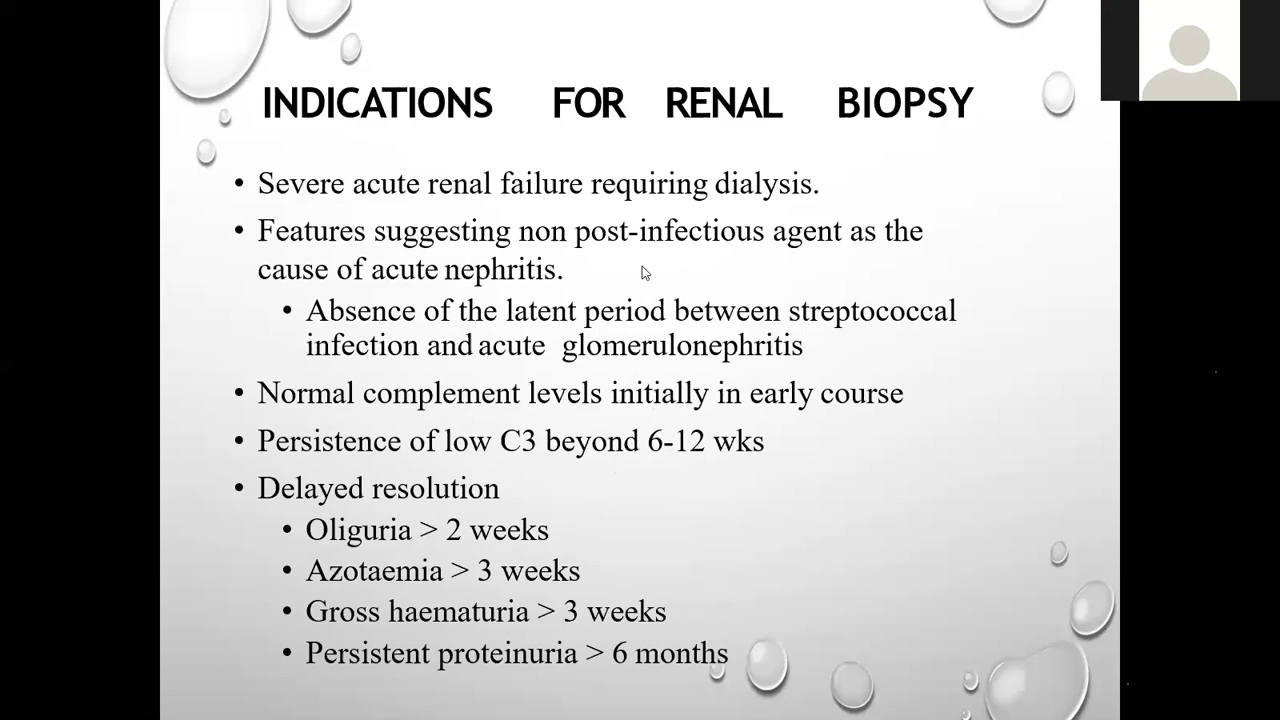 INDICATIONS FOR RENAL BIOPSY
• Severe acute renal failure requiring dialysis.
• Features suggesting non post-infectious agent as the
cause of acute nephritis.
• Absence of the latent period between streptococcal
infection and acute glomerulonephritis
• Normal complement levels initially in early course
• Persistence of low C3 beyond 6-12 wks
• Delayed resolution
• Oliguria > 2 weeks
• Azotaemia > 3 weeks
• Gross haematuria > 3 weeks
• Persistent proteinuria > 6 months